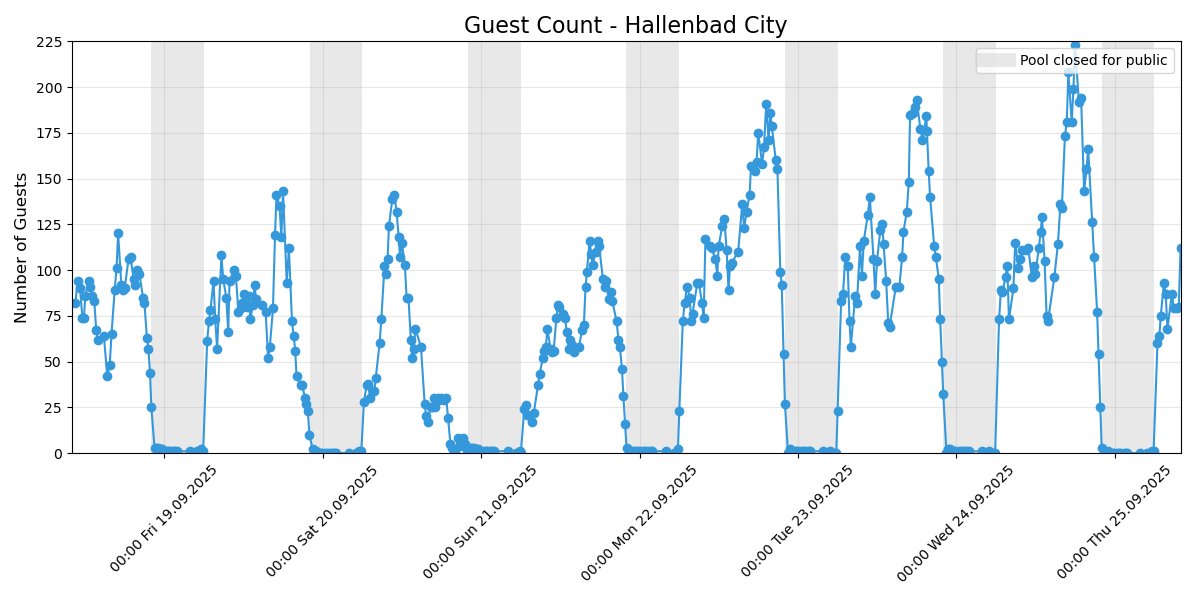 Guest Count - Hallenbad City
Pool closed for public
Number of Guests
225
200
175
150
125
100
75
50
25
0
00:00 Fri 19.09.2025
00:00 Sat 20.09.2025
00:00 Sun 21.09.2025
00:00 Mon 22.09.2025
00:00 Tue 23.09.2025
00:00 Wed 24.09.2025
00:00 Thu 25.09.2025